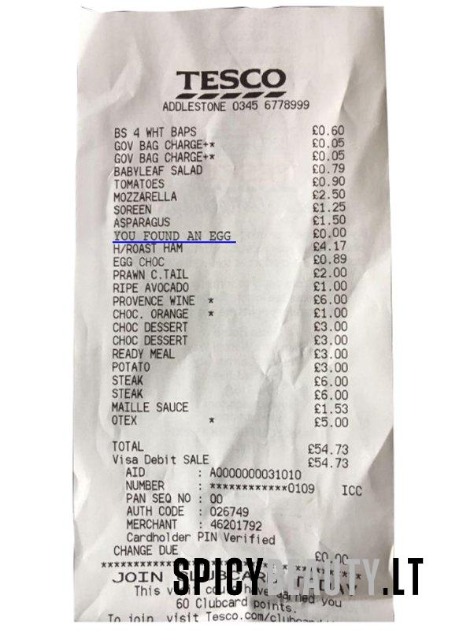 TESCO
ADDLESTONE 0345 6778999
BS 4 WHT BAPS £0.60
GOV BAG CHARGE+* £0.05
GOV BAG CHARGE+* £0.05
BABYLEAF SALAD £0.79
TOMATOES £0.90
MOZZARELLA £2.50
SOREEN £1.25
ASPARAGUS £1.50
YOU FOUND AN EGG £0.00
H/ROAST HAM £4.17
EGG CHOC £0.89
PRAWN C.TAIL £2.00
RIPE AVOCADO £1.00
PROVENCE WINE * £6.00
CHOC. ORANGE * £1.00
CHOC DESSERT £3.00
CHOC DESSERT £3.00
READY MEAL £3.00
POTATO £3.00
STEAK £6.00
STEAK £6.00
MAILLE SAUCE £1.53
OTEX * £5.00
TOTAL £54.73
Visa Debit SALE £54.73
AID : A0000000031010
NUMBER : ************0109 ICC
PAN SEQ NO : 00
AUTH CODE : 026749
MERCHANT : 46201792
Cardholder PIN Verified
CHANGE DUE £0.00
JOIN CLUBCARD
SPICYBEAUTY.LT
This could have earned you
60 Clubcard points.
To join, visit Tesco.com/clubcard